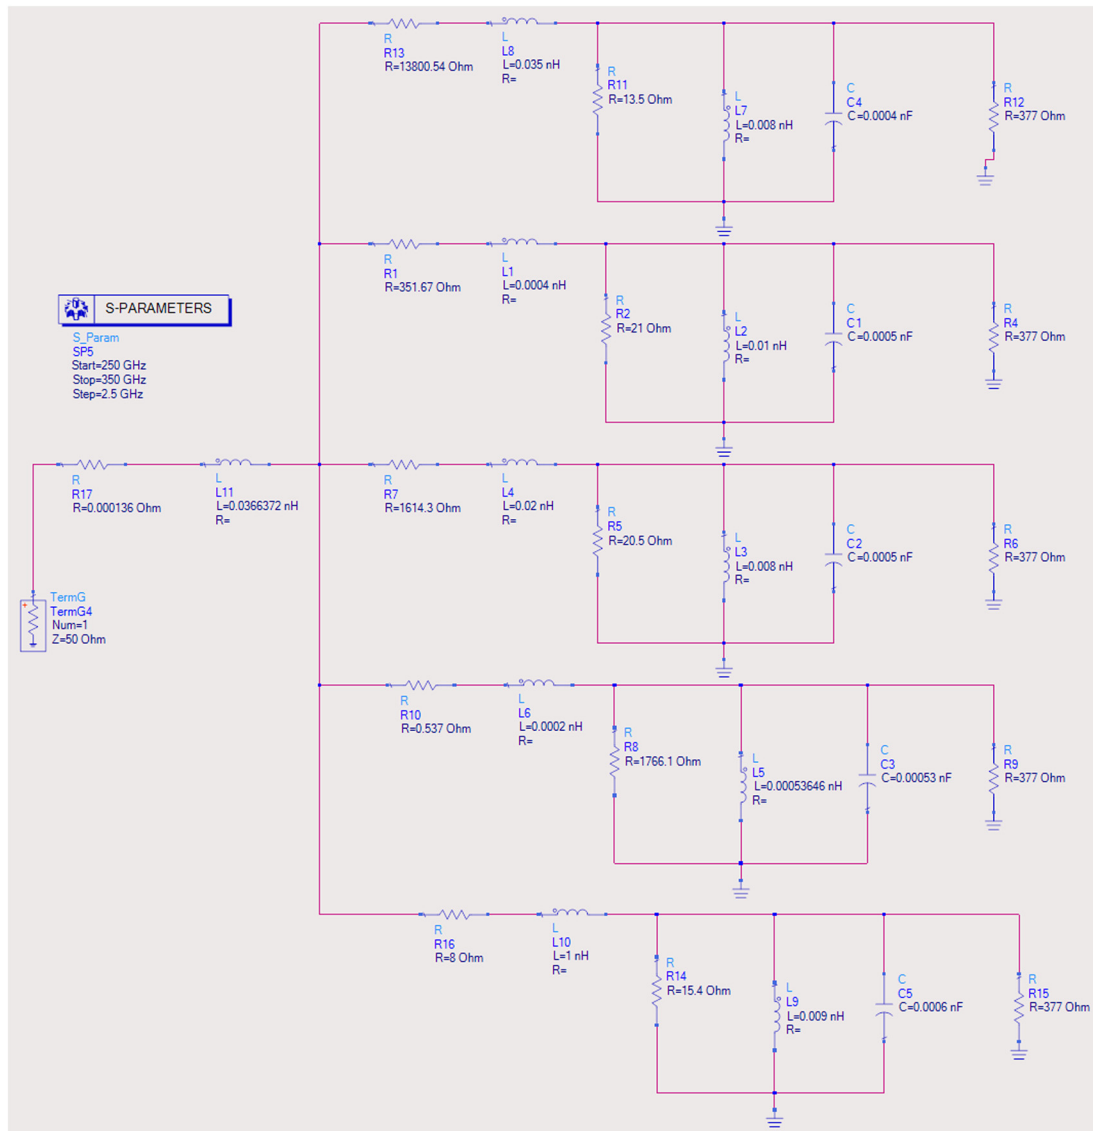 R
R13
R=13800.54 Ohm
L
L8
L=0.035 nH
R=
R
R11
R=13.5 Ohm
L
L7
L=0.008 nH
R=
C
C4
C=0.0004 nF
R
R12
R=377 Ohm
R
R1
R=351.67 Ohm
L
L1
L=0.0004 nH
R=
R
R2
R=21 Ohm
L
L2
L=0.01 nH
R=
C
C1
C=0.0005 nF
R
R4
R=377 Ohm
S-PARAMETERS
S_Param
SP5
Start=250 GHz
Stop=350 GHz
Step=2.5 GHz
R
R17
R=0.000136 Ohm
L
L11
L=0.0366372 nH
R=
R
R7
R=1614.3 Ohm
L
L4
L=0.02 nH
R=
R
R5
R=20.5 Ohm
L
L3
L=0.008 nH
R=
C
C2
C=0.0005 nF
R
R6
R=377 Ohm
TermG
TermG4
Num=1
Z=50 Ohm
R
R10
R=0.537 Ohm
L
L6
L=0.0002 nH
R=
R
R8
R=1766.1 Ohm
L
L5
L=0.00053646 nH
R=
C
C3
C=0.00053 nF
R
R9
R=377 Ohm
R
R16
R=8 Ohm
L
L10
L=1 nH
R=
R
R14
R=15.4 Ohm
L
L9
L=0.009 nH
R=
C
C5
C=0.0006 nF
R
R15
R=377 Ohm